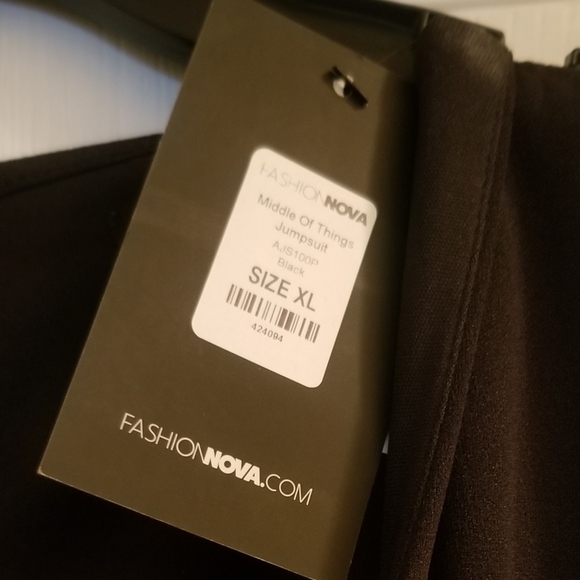 FASHIONNOVA
Middle Of Things
Jumpsuit
AJS100P
Black
SIZE XL
424094
FASHIONNOVA.COM